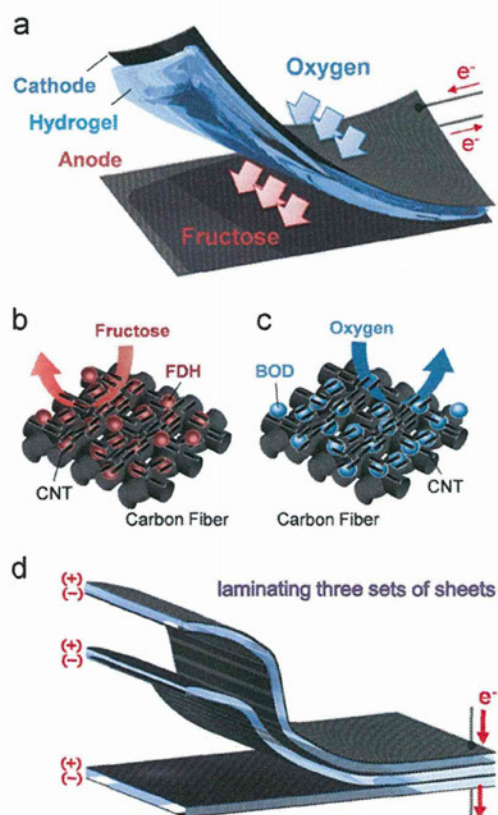 a
Oxygen
e⁻
Cathode
Hydrogel
Anode
e⁻
Fructose
b
c
Fructose
Oxygen
FDH
BOD
CNT
CNT
Carbon Fiber
Carbon Fiber
d
(+)
(−)
laminating three sets of sheets
(+)
(−)
e⁻
(+)
(−)